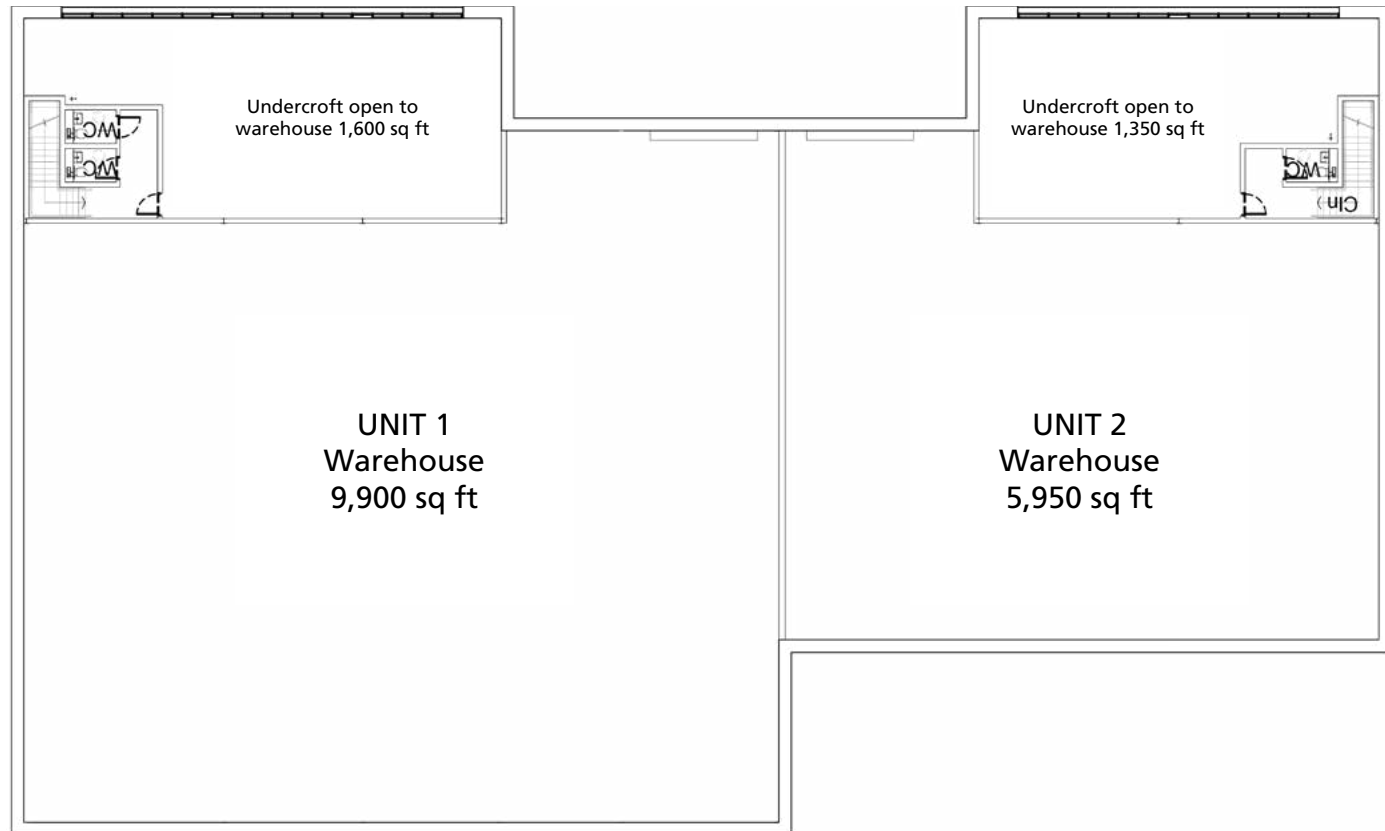 Undercroft open to
warehouse 1,600 sq ft
Undercroft open to
warehouse 1,350 sq ft
WC
WC
WC
Cln
UNIT 1
Warehouse
9,900 sq ft
UNIT 2
Warehouse
5,950 sq ft